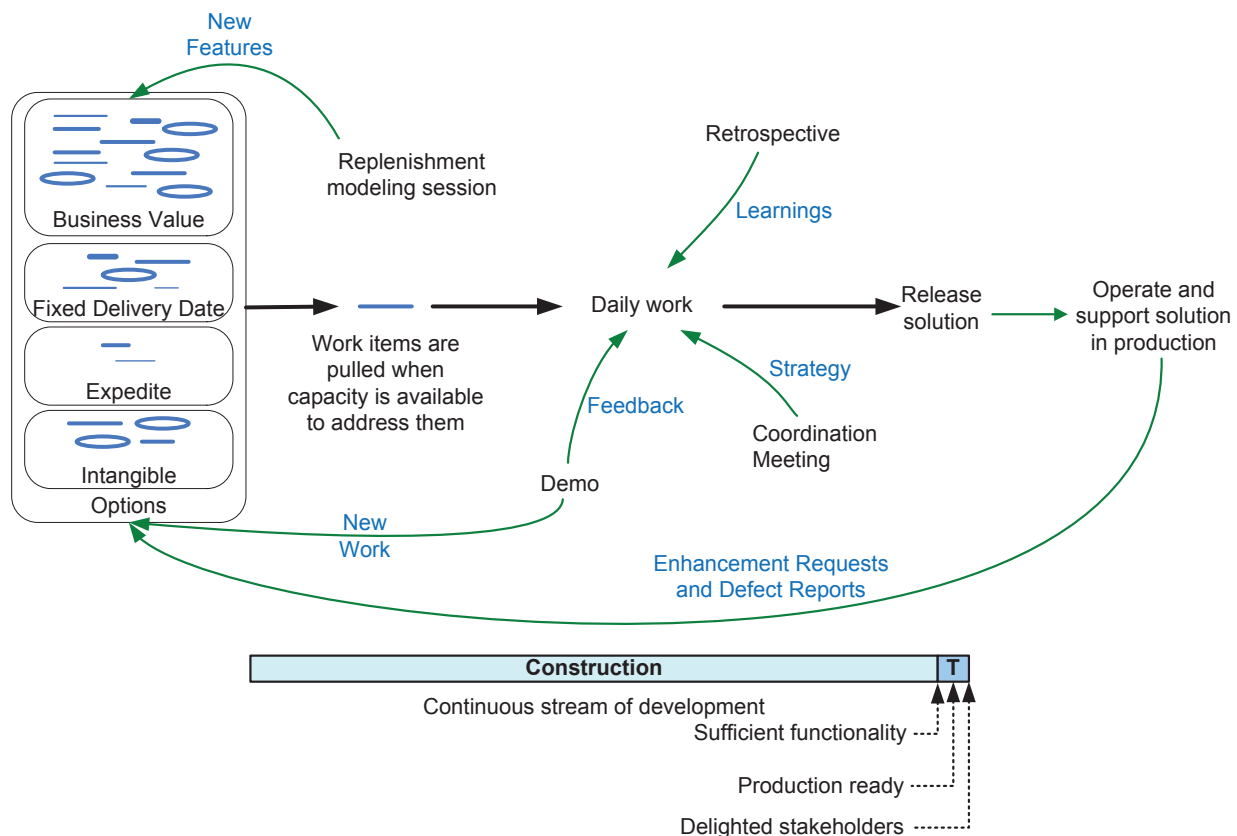 New
Features
Replenishment
modeling session
Retrospective
Learnings
Business Value
Fixed Delivery Date
Expedite
Intangible
Options
Work items are
pulled when
capacity is available
to address them
Daily work
Release
solution
Operate and
support solution
in production
Feedback
Strategy
Coordination
Meeting
Demo
New
Work
Enhancement Requests
and Defect Reports
Construction
T
Continuous stream of development
Sufficient functionality
Production ready
Delighted stakeholders